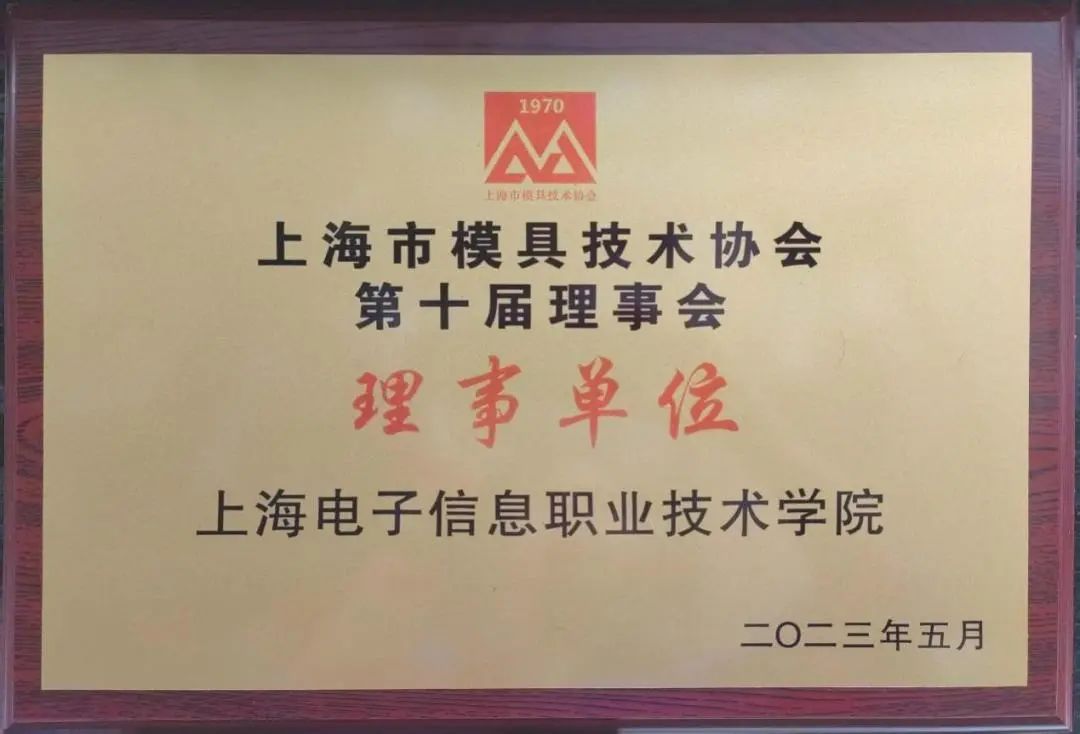 1970
上海市模具技术协会
上海市模具技术协会
第十届理事会
理事单位
上海电子信息职业技术学院
二〇二三年五月